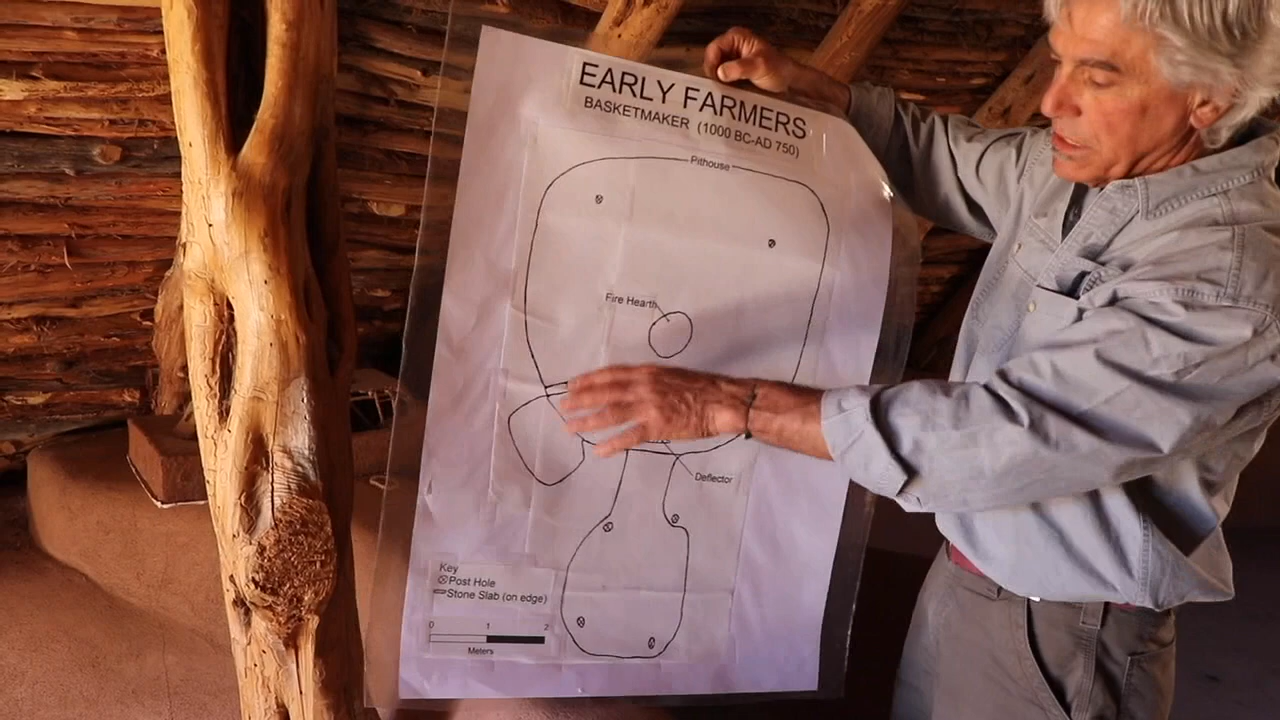 EARLY FARMERS
BASKETMAKER (1000 BC-AD 750)
Pithouse
Fire Hearth
Deflector
Key
Post Hole
Stone Slab (on edge)
0 1 2
Meters